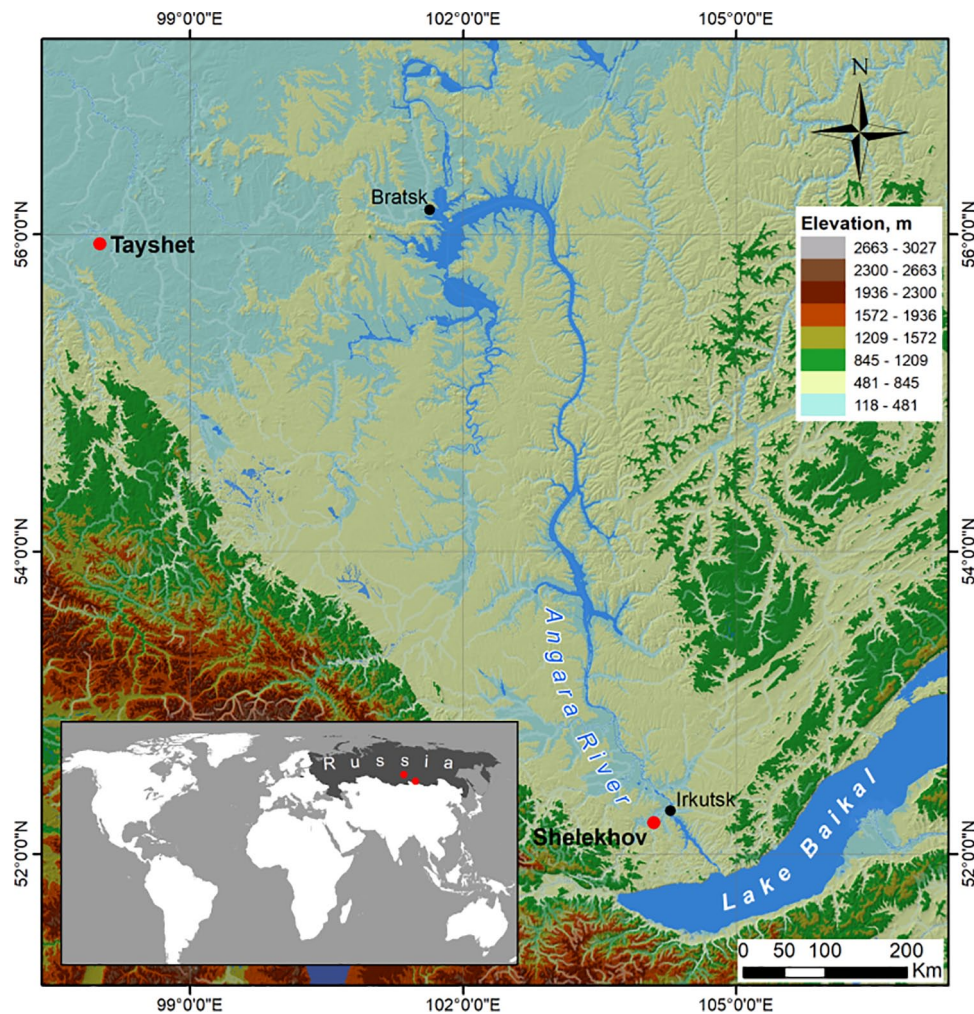 99°0'0"E 102°0'0"E 105°0'0"E
N
Bratsk
56°0'0"N
56°0'0"N
Tayshet
Elevation, m
2663 - 3027
2300 - 2663
1936 - 2300
1572 - 1936
1209 - 1572
845 - 1209
481 - 845
118 - 481
54°0'0"N
54°0'0"N
Angara River
Russia
Irkutsk
Shelekhov
Lake Baikal
52°0'0"N
52°0'0"N
0 50 100 200
Km
99°0'0"E 102°0'0"E 105°0'0"E